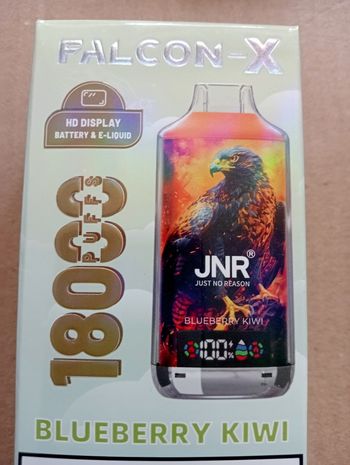 FALCON-X
HD DISPLAY
BATTERY & E-LIQUID
18000
PUFFS
JNR®
JUST NO REASON
BLUEBERRY KIWI
100%
BLUEBERRY KIWI